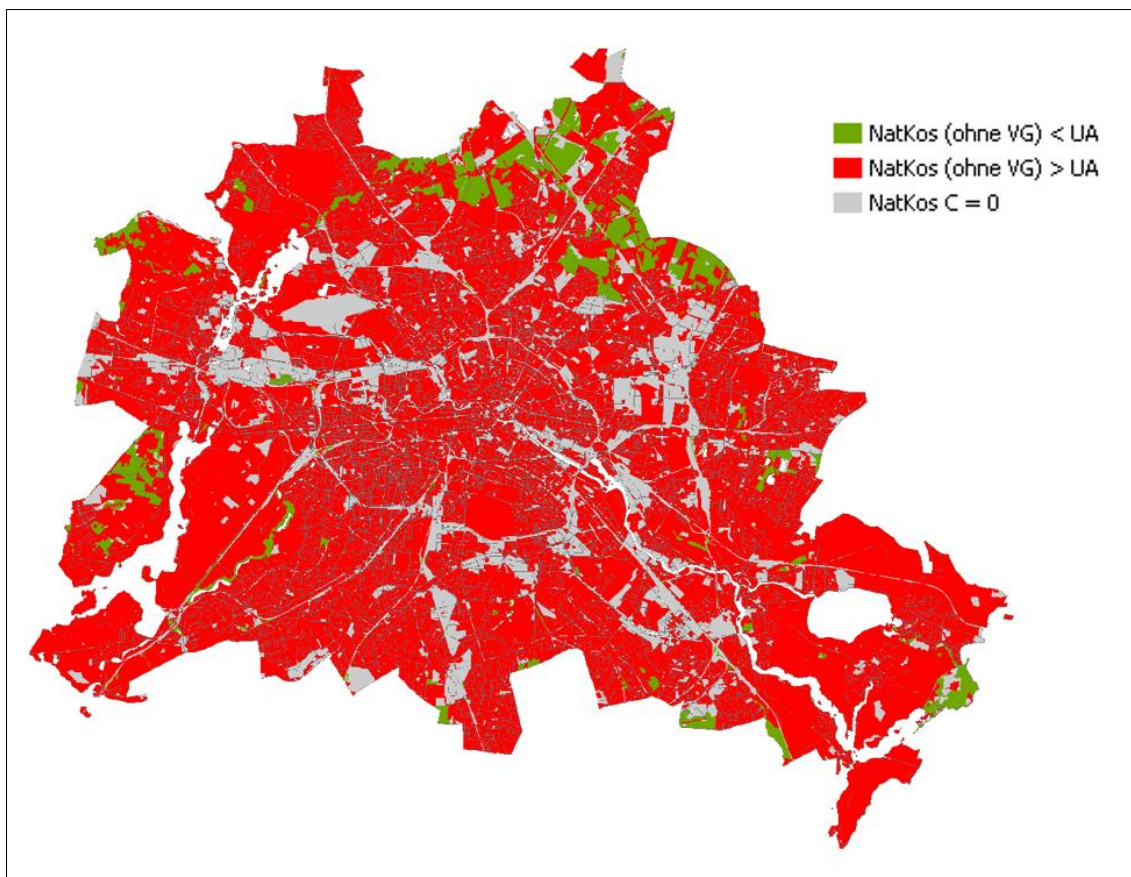 NatKos (ohne VG) < UA
NatKos (ohne VG) > UA
NatKos C = 0